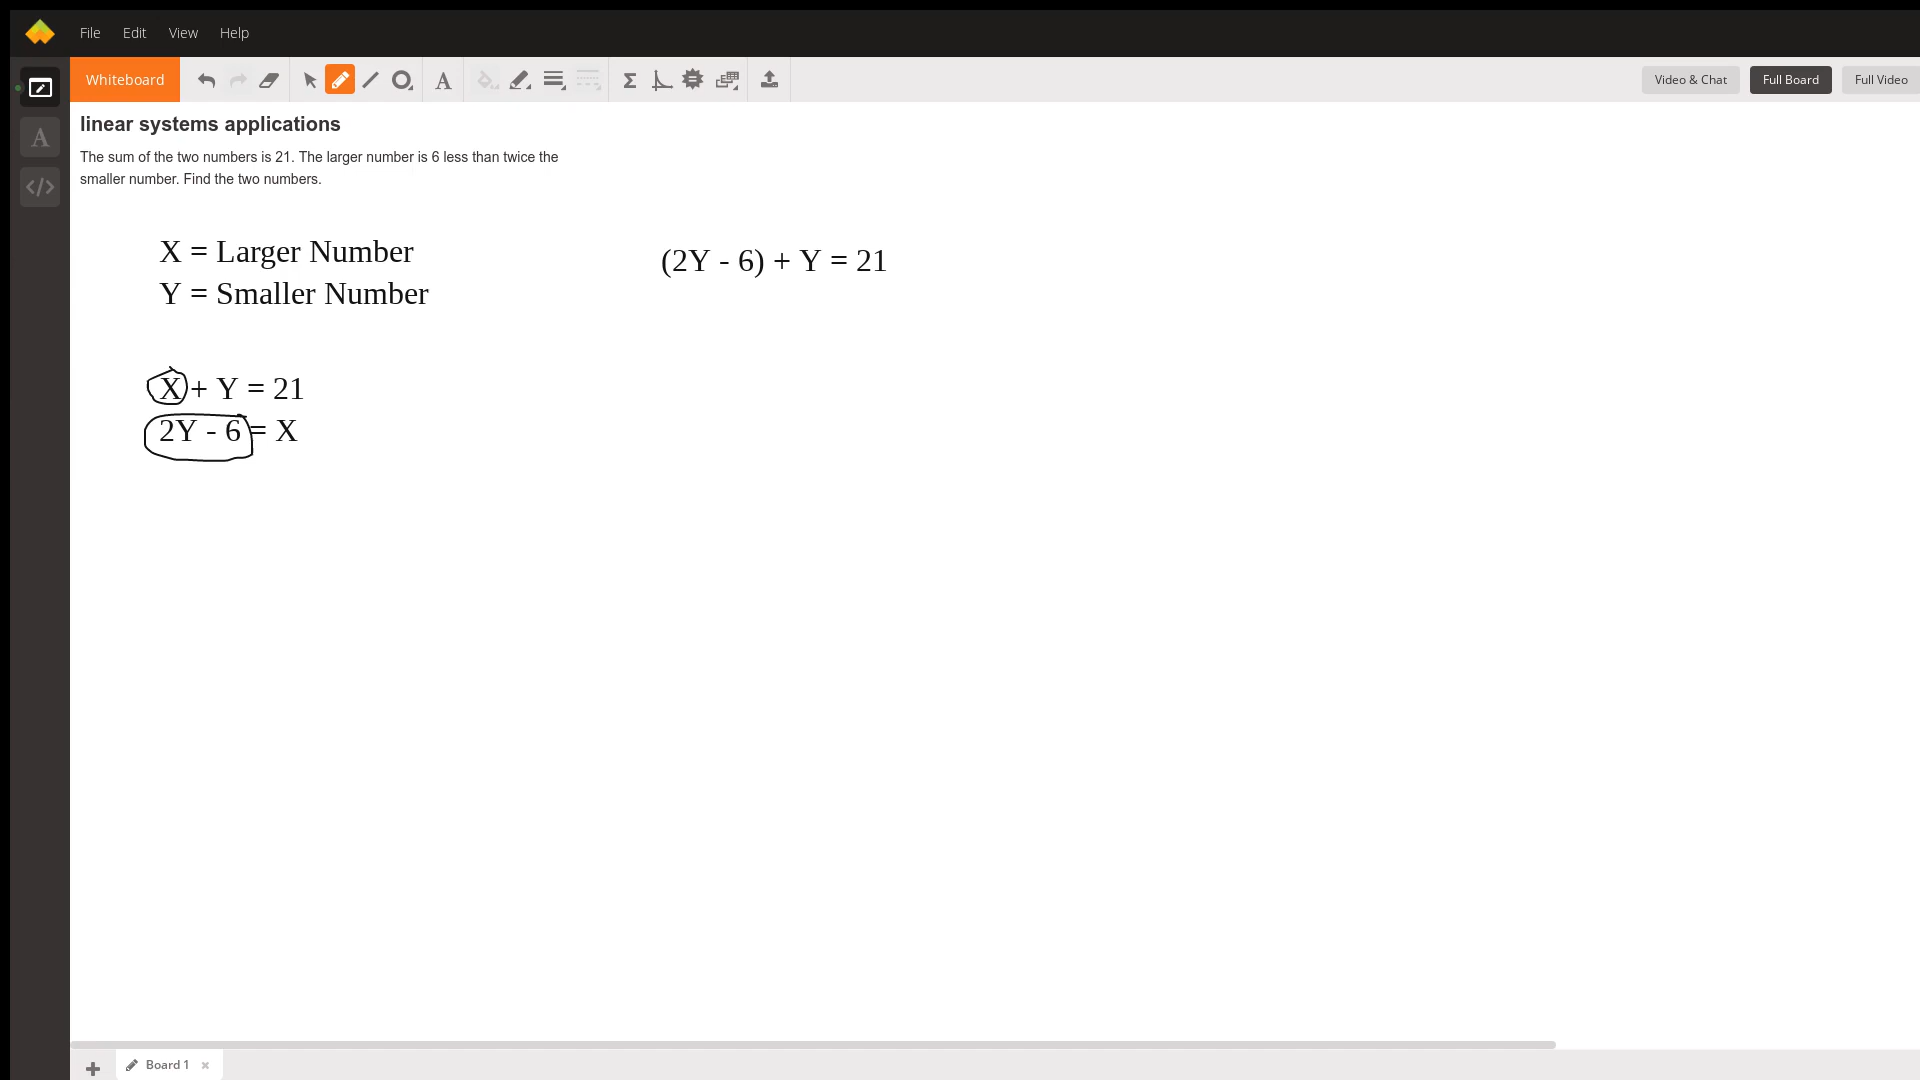 File Edit View Help
Whiteboard
Video & Chat Full Board Full Video
linear systems applications
The sum of the two numbers is 21. The larger number is 6 less than twice the
smaller number. Find the two numbers.
X = Larger Number
Y = Smaller Number
(2Y - 6) + Y = 21
X + Y = 21
2Y - 6 = X
Board 1